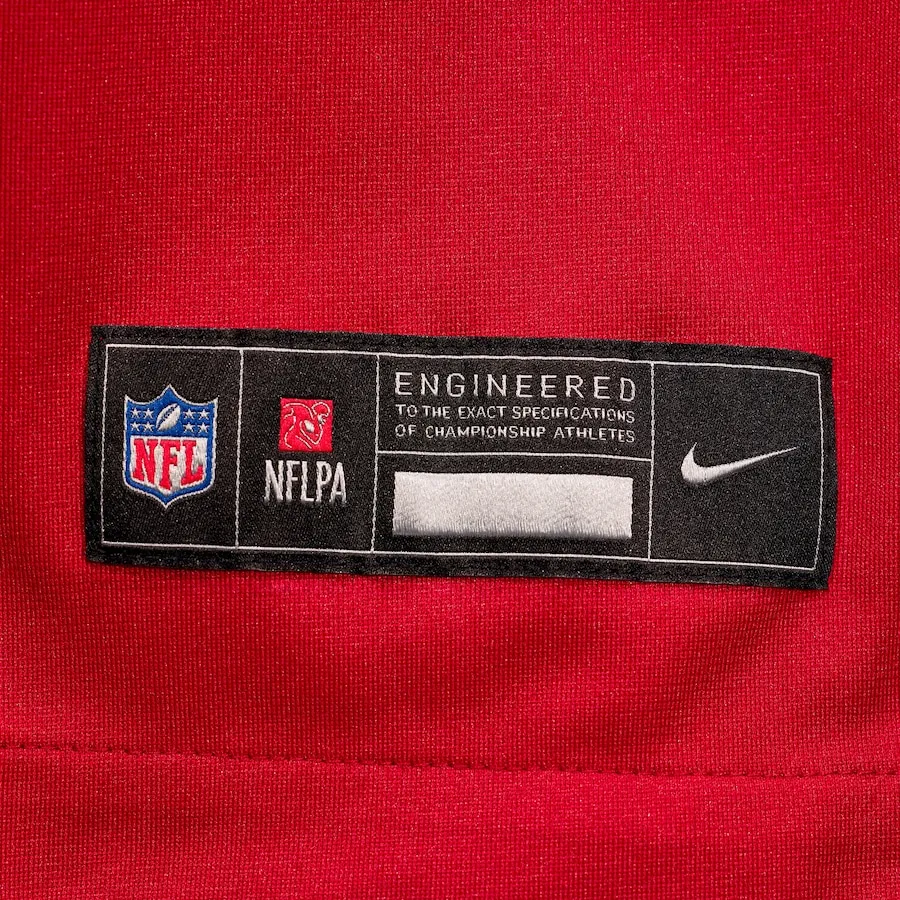 NFL
NFLPA
ENGINEERED
TO THE EXACT SPECIFICATIONS
OF CHAMPIONSHIP ATHLETES